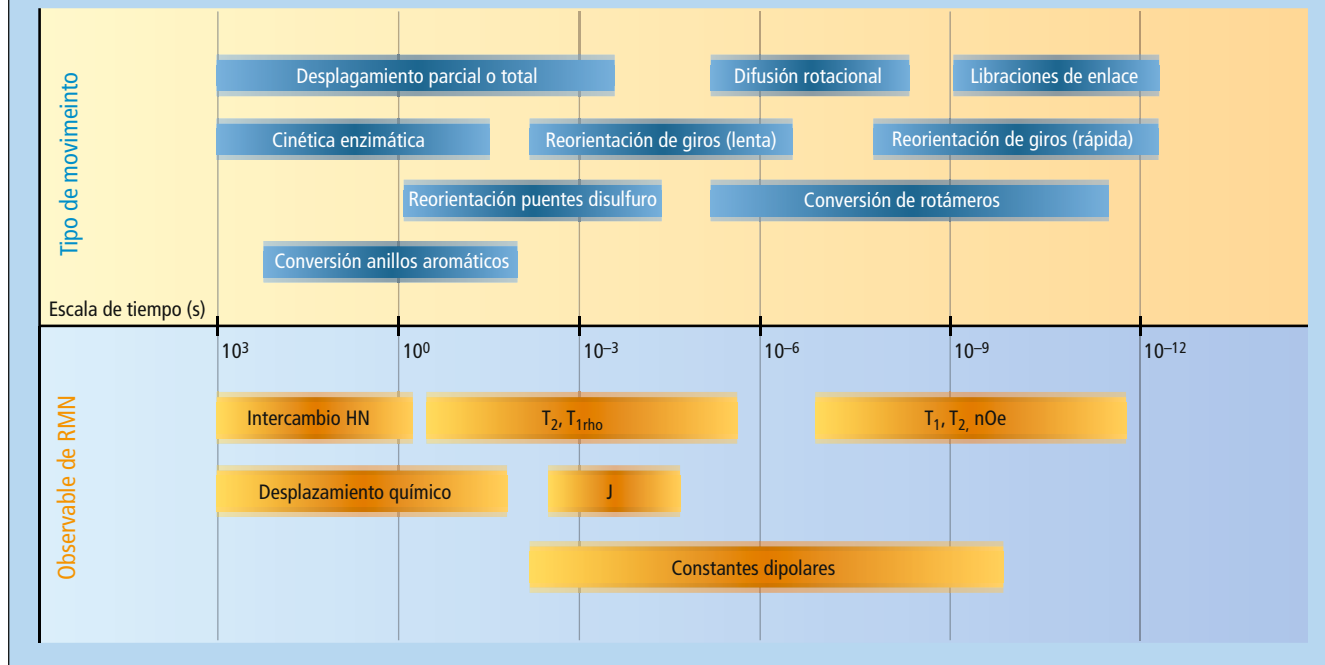 Tipo de movimeinto
Desplagamiento parcial o total
Difusión rotacional
Libraciones de enlace
Cinética enzimática
Reorientación de giros (lenta)
Reorientación de giros (rápida)
Reorientación puentes disulfuro
Conversión de rotámeros
Conversión anillos aromáticos
Escala de tiempo (s)
10³
10⁰
10⁻³
10⁻⁶
10⁻⁹
10⁻¹²
Observable de RMN
Intercambio HN
T₂, T₁rho
T₁, T₂, nOe
Desplazamiento químico
J
Constantes dipolares